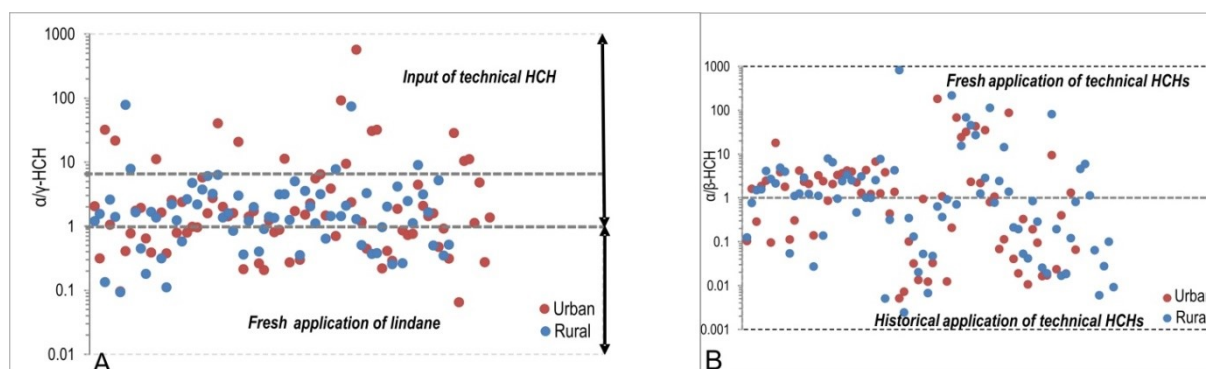 1000
100
10
1
0.1
0.01
α/γ-HCH
Input of technical HCH
Fresh application of lindane
Urban
Rural
A
1000
100
10
1
0.1
0.01
0.001
α/β-HCH
Fresh application of technical HCHs
Historical application of technical HCHs
Urban
Rural
B